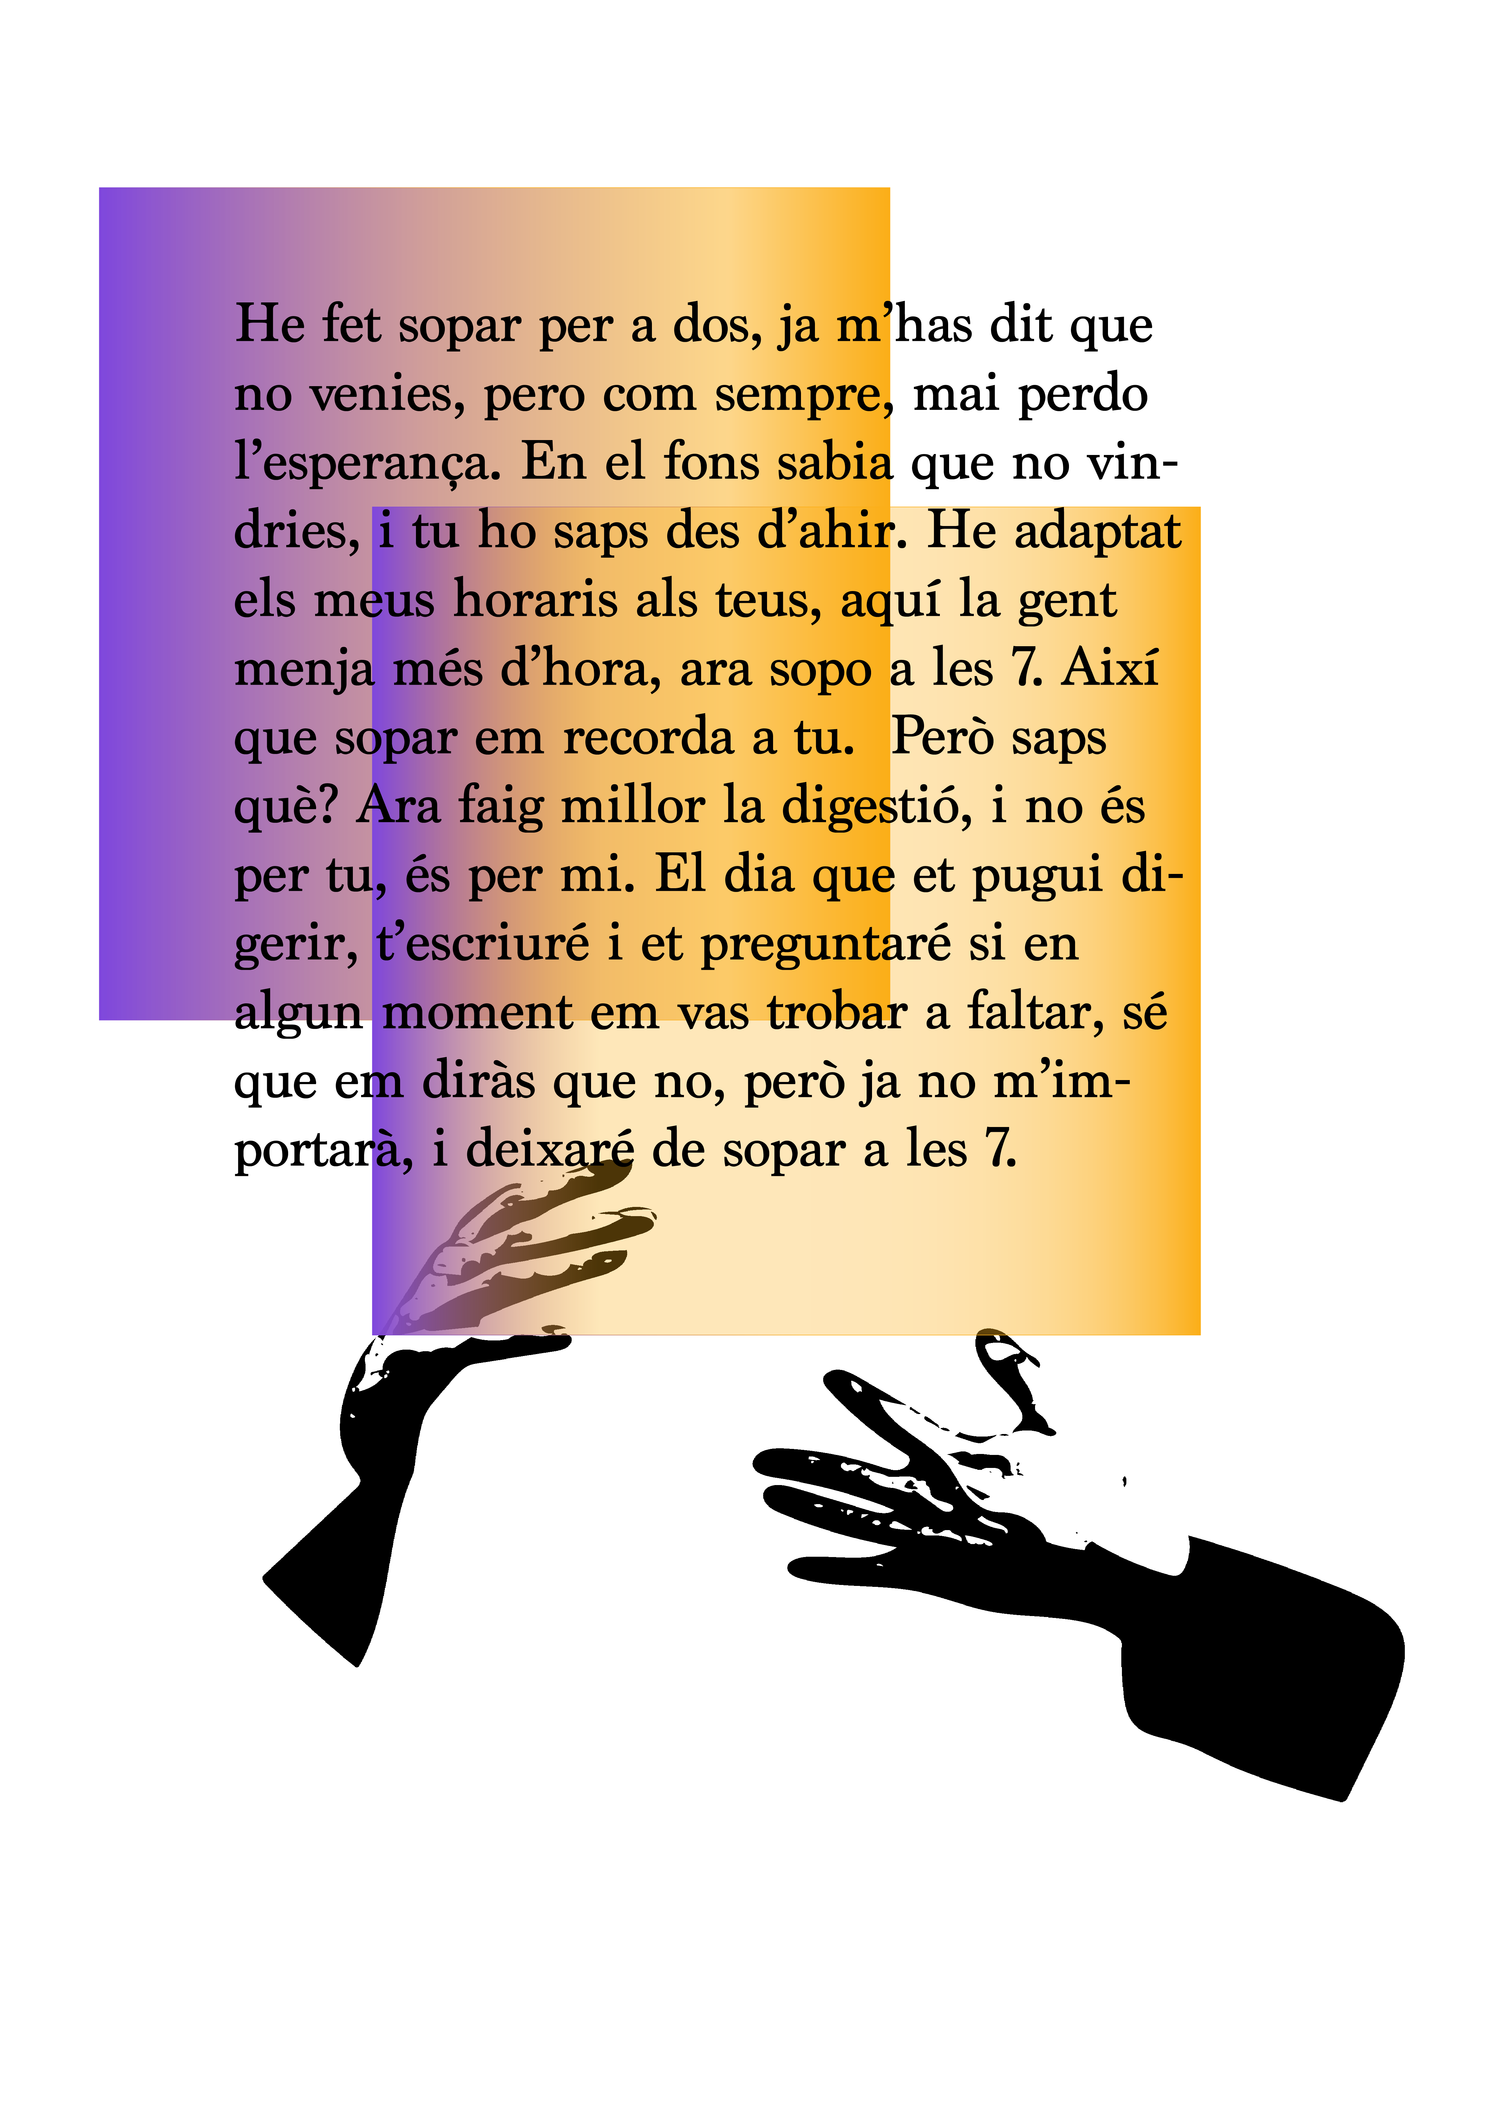 He fet sopar per a dos, ja m’has dit que
no venies, pero com sempre, mai perdo
l’esperança. En el fons sabia que no vin-
dries, i tu ho saps des d’ahir. He adaptat
els meus horaris als teus, aquí la gent
menja més d’hora, ara sopo a les 7. Així
que sopar em recorda a tu.  Però saps
què? Ara faig millor la digestió, i no és
per tu, és per mi. El dia que et pugui di-
gerir, t’escriuré i et preguntaré si en
algun moment em vas trobar a faltar, sé
que em diràs que no, però ja no m’im-
portarà, i deixaré de sopar a les 7.